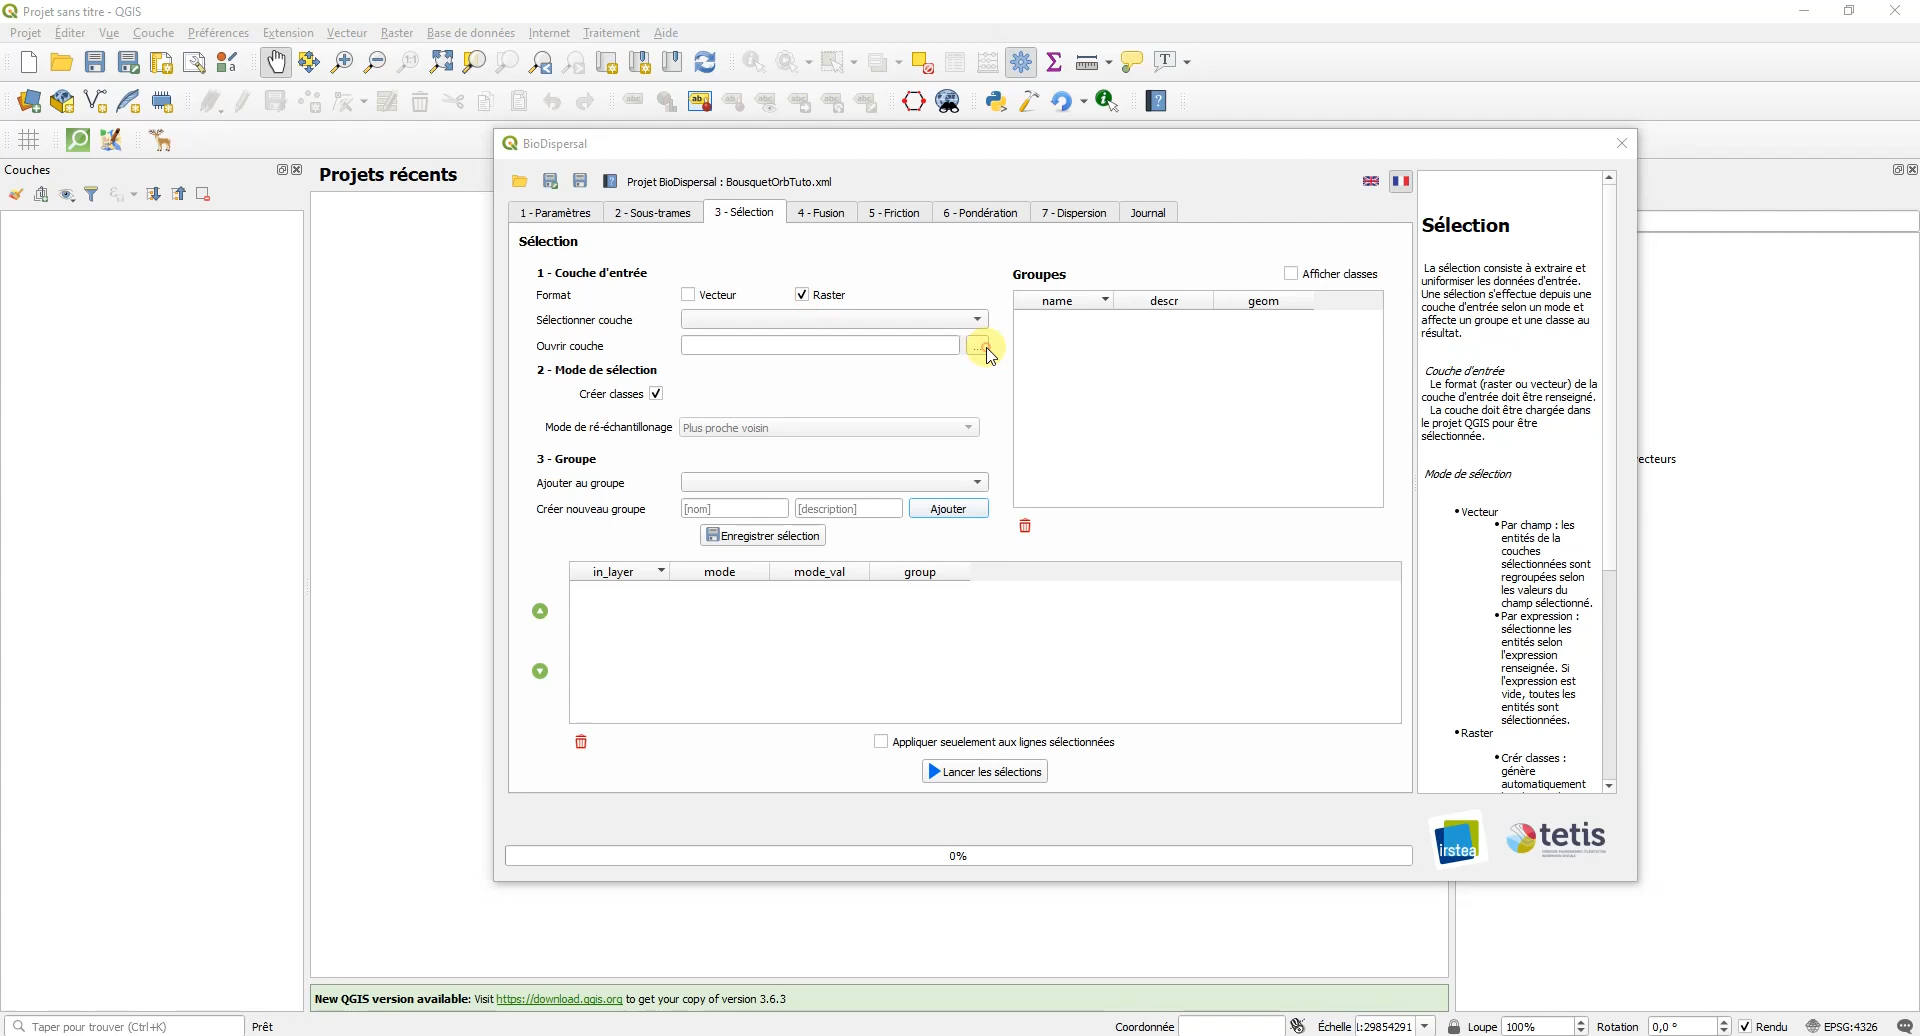 Projet sans titre - QGIS
Projet Éditer Vue Couche Préférences Extension Vecteur Raster Base de données Internet Traitement Aide
Couches
Projets récents
BioDispersal
Projet BioDispersal : BousquetOrbTuto.xml
1 - Paramètres 2 - Sous-trames 3 - Sélection 4 - Fusion 5 - Friction 6 - Pondération 7 - Dispersion Journal
Sélection
1 - Couche d'entrée
Format Vecteur Raster
Sélectionner couche
Ouvrir couche ...
2 - Mode de sélection
Créer classes
Mode de ré-échantillonage Plus proche voisin
3 - Groupe
Ajouter au groupe
Créer nouveau groupe [nom] [description] Ajouter
Enregistrer sélection
Groupes Afficher classes
name descr geom
in_layer mode mode_val group
Appliquer seuelement aux lignes sélectionnées
Lancer les sélections
0%
Sélection
La sélection consiste à extraire et
uniformiser les données d'entrée.
Une sélection s'effectue depuis une
couche d'entrée selon un mode et
affecte un groupe et une classe au
résultat.
Couche d'entrée
Le format (raster ou vecteur) de la
couche d'entrée doit être renseigné.
La couche doit être chargée dans
le projet QGIS pour être
sélectionnée.
Mode de sélection
• Vecteur
• Par champ : les
entités de la
couches
sélectionnées sont
regroupées selon
les valeurs du
champ sélectionné.
• Par expression :
sélectionne les
entités selon
l'expression
renseignée. Si
l'expression est
vide, toutes les
entités sont
sélectionnées.
• Raster
• Crér classes :
génère
automatiquement
irstea
tetis
ecteurs
New QGIS version available: Visit https://download.qgis.org to get your copy of version 3.6.3
Taper pour trouver (Ctrl+K) Prêt Coordonnée Échelle 1:29854291 Loupe 100% Rotation 0,0 ° Rendu EPSG:4326